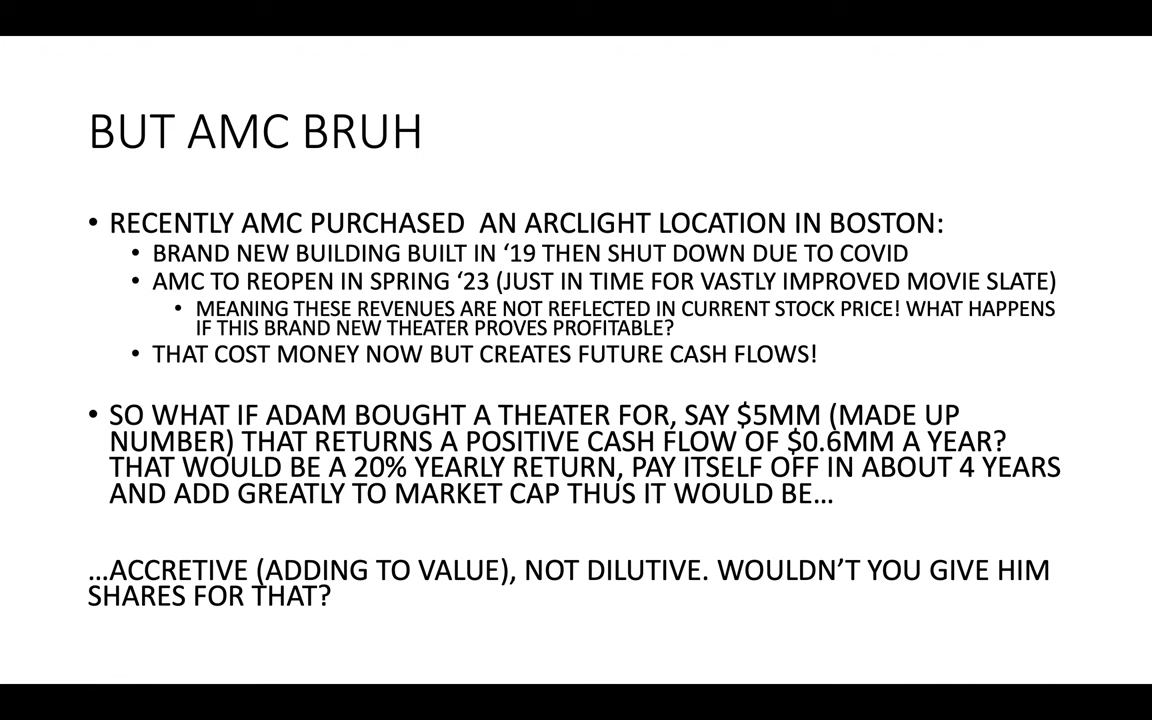 BUT AMC BRUH
• RECENTLY AMC PURCHASED AN ARCLIGHT LOCATION IN BOSTON:
• BRAND NEW BUILDING BUILT IN ‘19 THEN SHUT DOWN DUE TO COVID
• AMC TO REOPEN IN SPRING ‘23 (JUST IN TIME FOR VASTLY IMPROVED MOVIE SLATE)
• MEANING THESE REVENUES ARE NOT REFLECTED IN CURRENT STOCK PRICE! WHAT HAPPENS
IF THIS BRAND NEW THEATER PROVES PROFITABLE?
• THAT COST MONEY NOW BUT CREATES FUTURE CASH FLOWS!
• SO WHAT IF ADAM BOUGHT A THEATER FOR, SAY $5MM (MADE UP
NUMBER) THAT RETURNS A POSITIVE CASH FLOW OF $0.6MM A YEAR?
THAT WOULD BE A 20% YEARLY RETURN, PAY ITSELF OFF IN ABOUT 4 YEARS
AND ADD GREATLY TO MARKET CAP THUS IT WOULD BE…
…ACCRETIVE (ADDING TO VALUE), NOT DILUTIVE. WOULDN’T YOU GIVE HIM
SHARES FOR THAT?